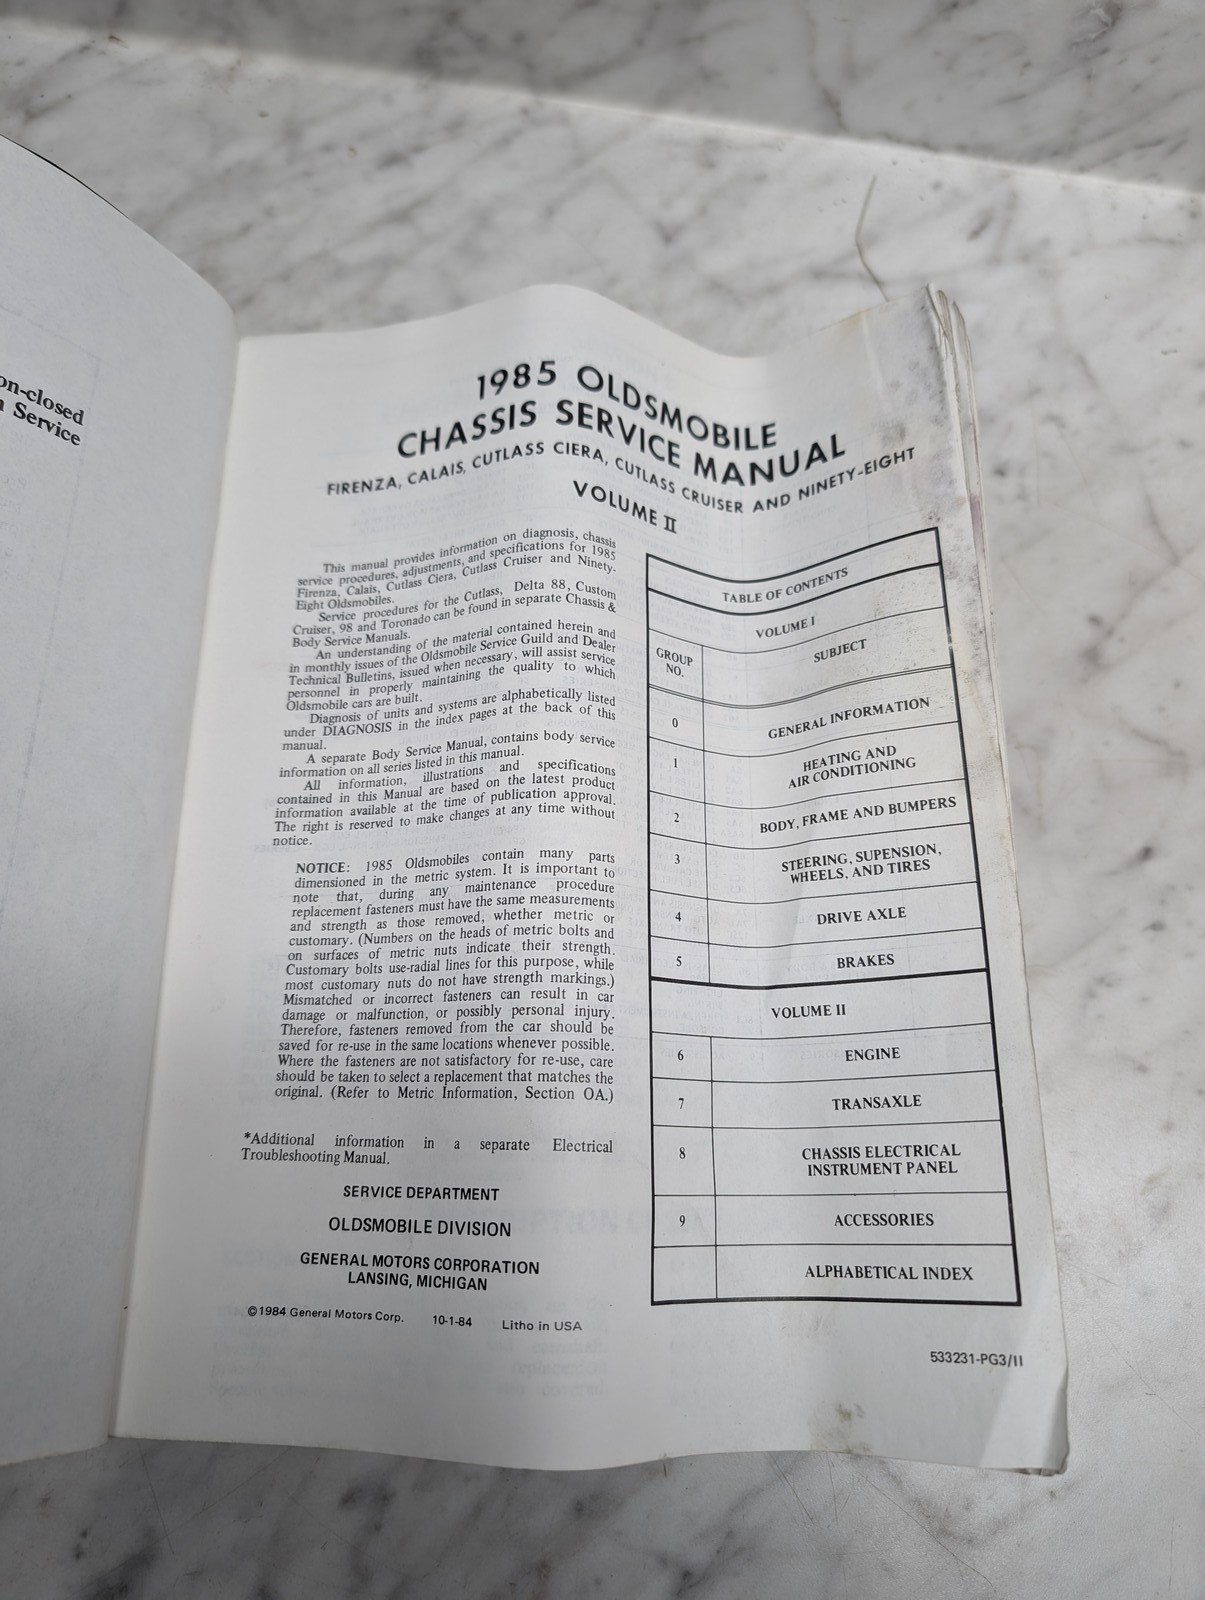 on-closed
Service
1985 OLDSMOBILE
CHASSIS SERVICE MANUAL
FIRENZA, CALAIS, CUTLASS CIERA, CUTLASS CRUISER AND NINETY-EIGHT
VOLUME II
This manual provides information on diagnosis, chassis
service procedures, adjustments, and specifications for 1985
Firenza, Calais, Cutlass Ciera, Cutlass Cruiser and Ninety-
Eight Oldsmobiles.
Service procedures for the Cutlass, Delta 88, Custom
Cruiser, 98 and Toronado can be found in separate Chassis &
Body Service Manuals.
An understanding of the material contained herein and
in monthly issues of the Oldsmobile Service Guild and Dealer
Technical Bulletins, issued when necessary, will assist service
personnel in properly maintaining the quality to which
Oldsmobile cars are built.
Diagnosis of units and systems are alphabetically listed
under DIAGNOSIS in the index pages at the back of this
manual.
A separate Body Service Manual, contains body service
information on all series listed in this manual.
All information, illustrations and specifications
contained in this Manual are based on the latest product
information available at the time of publication approval.
The right is reserved to make changes at any time without
notice.
NOTICE: 1985 Oldsmobiles contain many parts
dimensioned in the metric system. It is important to
note that, during any maintenance procedure
replacement fasteners must have the same measurements
and strength as those removed, whether metric or
customary. (Numbers on the heads of metric bolts and
on surfaces of metric nuts indicate their strength.
Customary bolts use-radial lines for this purpose, while
most customary nuts do not have strength markings.)
Mismatched or incorrect fasteners can result in car
damage or malfunction, or possibly personal injury.
Therefore, fasteners removed from the car should be
saved for re-use in the same locations whenever possible.
Where the fasteners are not satisfactory for re-use, care
should be taken to select a replacement that matches the
original. (Refer to Metric Information, Section OA.)
*Additional information in a separate Electrical
Troubleshooting Manual.
SERVICE DEPARTMENT
OLDSMOBILE DIVISION
GENERAL MOTORS CORPORATION
LANSING, MICHIGAN
©1984 General Motors Corp. 10-1-84 Litho in USA
TABLE OF CONTENTS
VOLUME I
GROUP NO. SUBJECT
0 GENERAL INFORMATION
1 HEATING AND
AIR CONDITIONING
2 BODY, FRAME AND BUMPERS
3 STEERING, SUPENSION,
WHEELS, AND TIRES
4 DRIVE AXLE
5 BRAKES
VOLUME II
6 ENGINE
7 TRANSAXLE
8 CHASSIS ELECTRICAL
INSTRUMENT PANEL
9 ACCESSORIES
ALPHABETICAL INDEX
533231-PG3/II